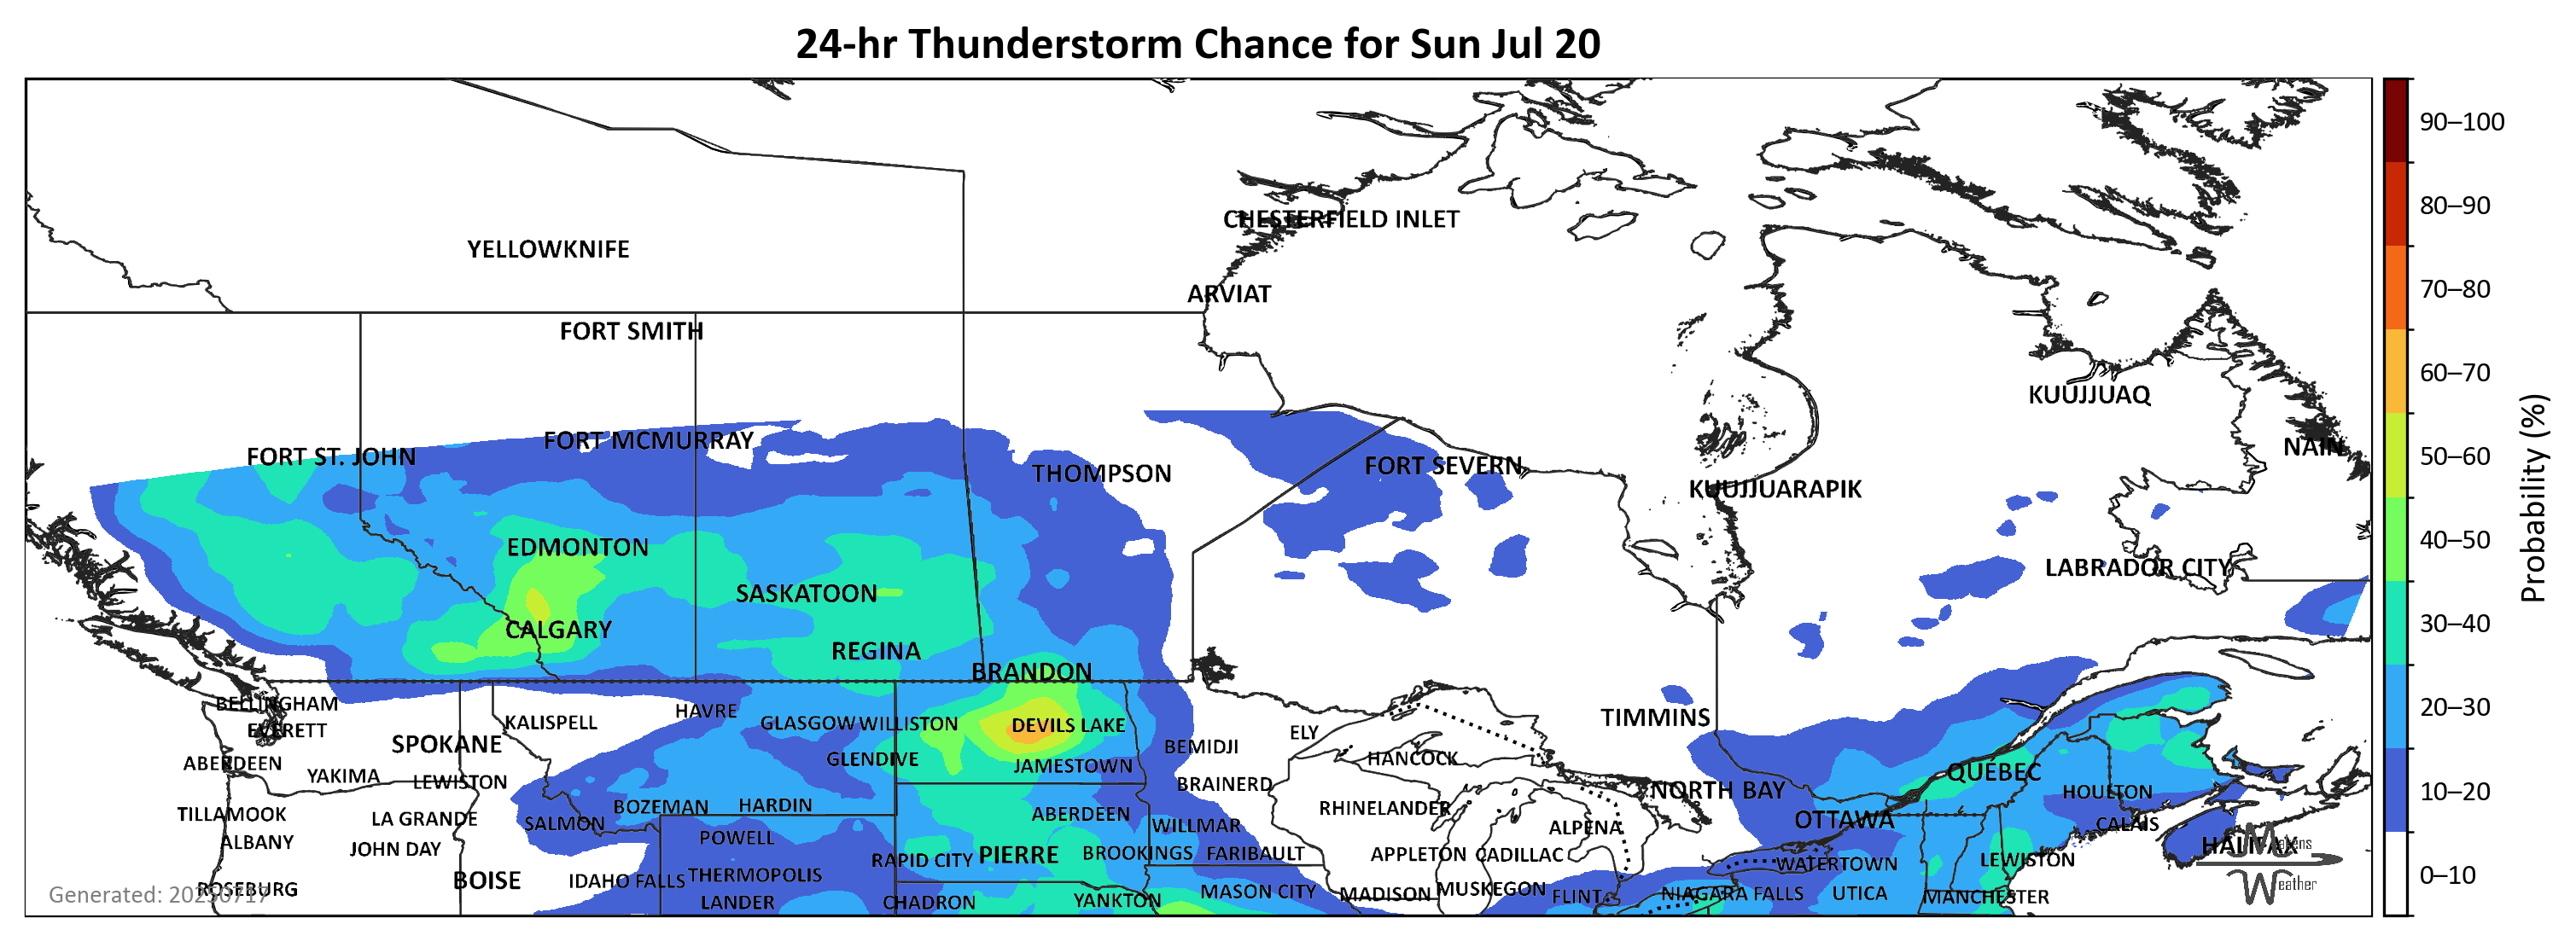 24-hr Thunderstorm Chance for Sun Jul 20
90–100
80–90
CHESTERFIELD INLET
YELLOWKNIFE
70–80
ARVIAT
FORT SMITH
60–70
KUUJJUAQ
Probability (%)
FORT MCMURRAY
NAIN
FORT ST. JOHN
50–60
FORT SEVERN
THOMPSON
KUUJJUARAPIK
40–50
EDMONTON
LABRADOR CITY
SASKATOON
30–40
CALGARY
REGINA
BRANDON
BELLINGHAM
20–30
HAVRE
TIMMINS
KALISPELL
GLASGOW
WILLISTON
DEVILS LAKE
EVERETT
ELY
SPOKANE
BEMIDJI
HANCOCK
GLENDIVE
ABERDEEN
JAMESTOWN
QUÉBEC
YAKIMA
LEWISTON
BRAINERD
NORTH BAY
HOULTON
10–20
BOZEMAN
HARDIN
RHINELANDER
TILLAMOOK
ABERDEEN
LA GRANDE
OTTAWA
SALMON
WILLMAR
CALAIS
ALPENA
POWELL
ALBANY
HALIFAX
JOHN DAY
BROOKINGS
FARIBAULT
APPLETON
CADILLAC
PIERRE
RAPID CITY
LEWISTON
WATERTOWN
THERMOPOLIS
0–10
BOISE
IDAHO FALLS
Weather
ROSEBURG
MUSKEGON
MASON CITY
MADISON
NIAGARA FALLS
UTICA
Generated: 20250717
FLINT
MANCHESTER
YANKTON
LANDER
CHADRON